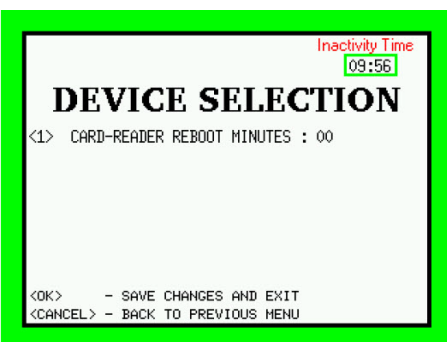 Inactivity Time
09:56
DEVICE SELECTION
<1> CARD-READER REBOOT MINUTES : 00
<OK> - SAVE CHANGES AND EXIT
<CANCEL> - BACK TO PREVIOUS MENU